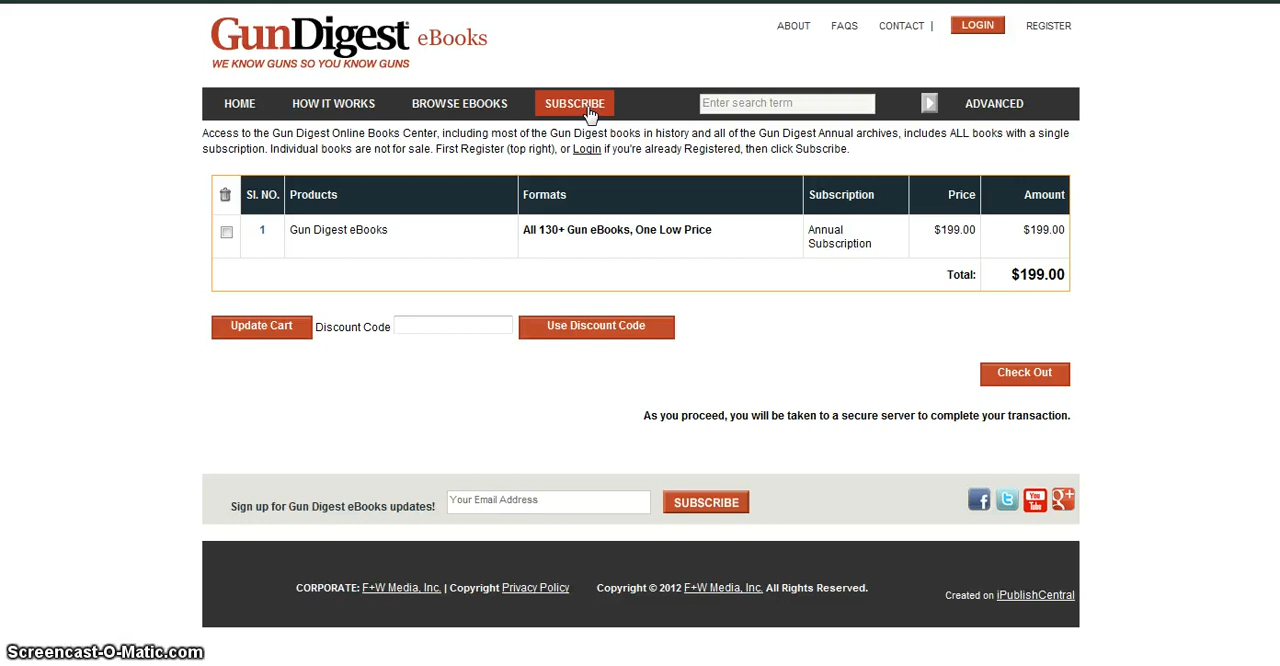 GunDigest eBooks
WE KNOW GUNS SO YOU KNOW GUNS
ABOUT FAQS CONTACT | LOGIN REGISTER
HOME HOW IT WORKS BROWSE EBOOKS SUBSCRIBE Enter search term ADVANCED
Access to the Gun Digest Online Books Center, including most of the Gun Digest books in history and all of the Gun Digest Annual archives, includes ALL books with a single
subscription. Individual books are not for sale. First Register (top right), or Login if you're already Registered, then click Subscribe.
Sl. NO. Products Formats Subscription Price Amount
1 Gun Digest eBooks All 130+ Gun eBooks, One Low Price Annual $199.00 $199.00
Subscription
Total: $199.00
Update Cart Discount Code Use Discount Code
Check Out
As you proceed, you will be taken to a secure server to complete your transaction.
Sign up for Gun Digest eBooks updates! Your Email Address SUBSCRIBE f t You Tube g+
CORPORATE: F+W Media, Inc. | Copyright Privacy Policy Copyright © 2012 F+W Media, Inc. All Rights Reserved.
Created on iPublishCentral
Screencast-O-Matic.com